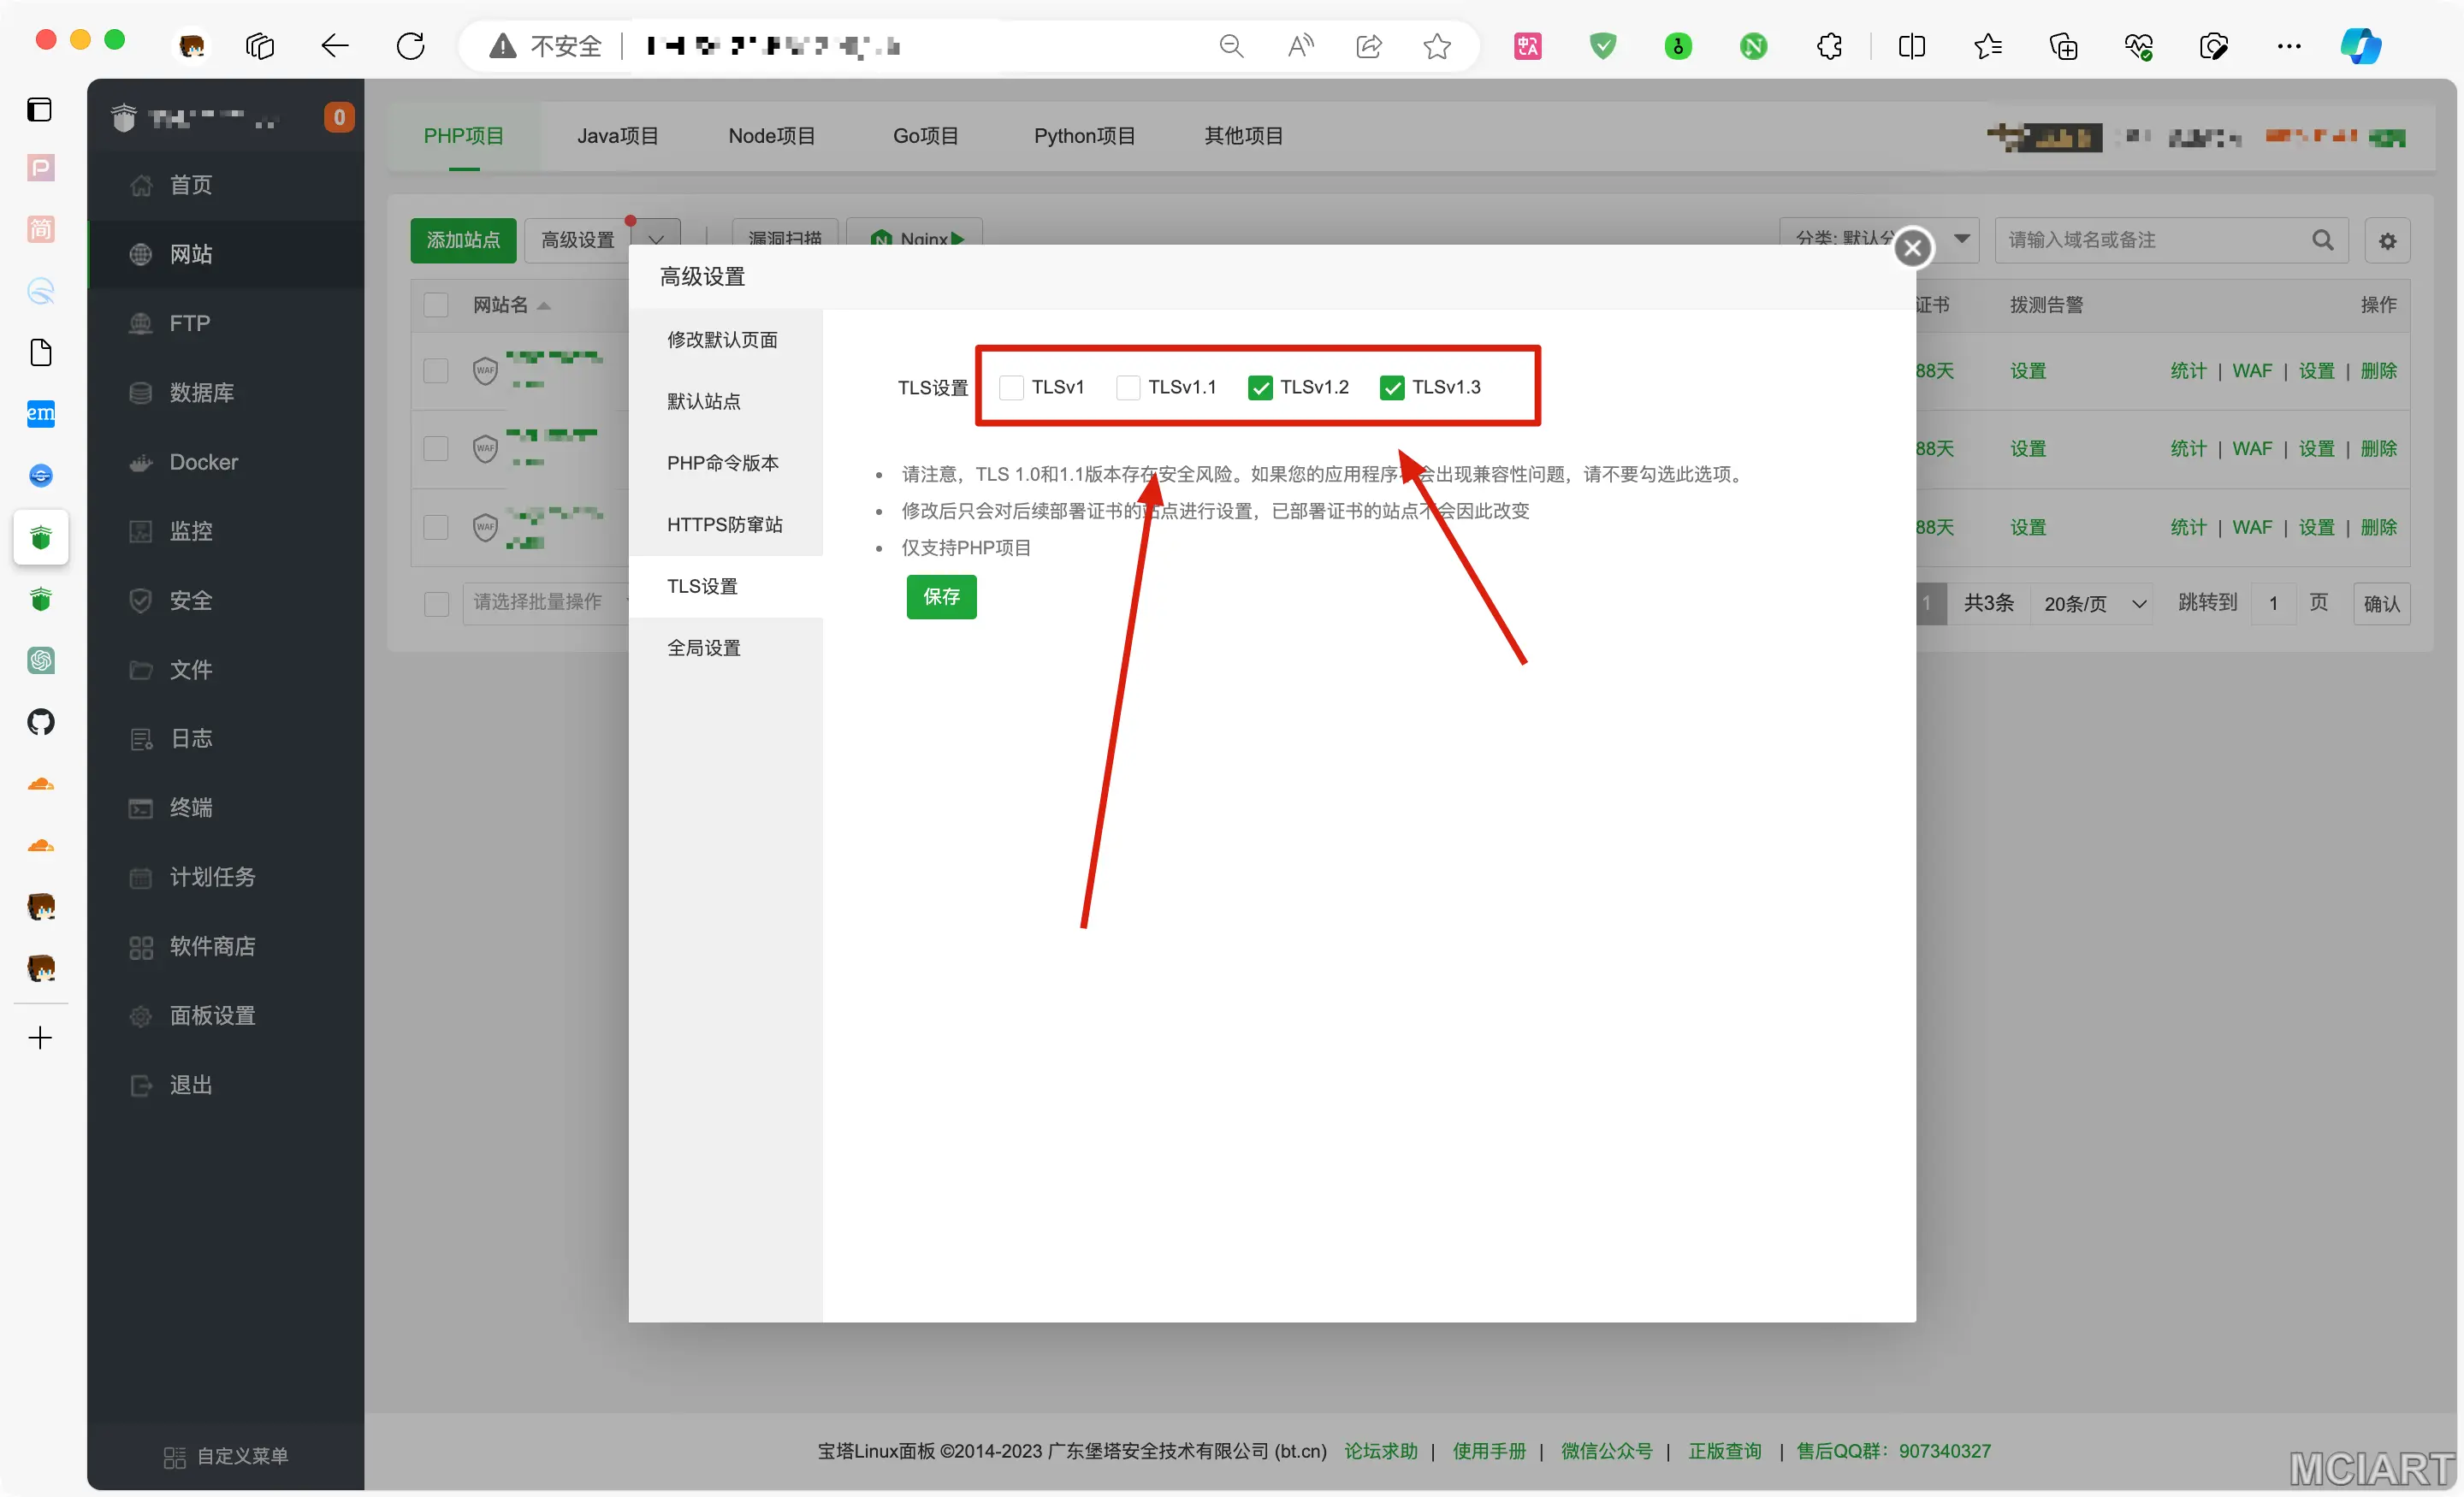 不安全
0
PHP项目 Java项目 Node项目 Go项目 Python项目 其他项目
首页
网站
FTP
数据库
Docker
监控
安全
文件
日志
终端
计划任务
软件商店
面板设置
退出
自定义菜单
添加站点 高级设置 漏洞扫描 Nginx 分类: 默认分 请输入域名或备注
网站名 证书 拨测告警 操作
WAF 88天 设置 统计 | WAF | 设置 | 删除
WAF 88天 设置 统计 | WAF | 设置 | 删除
WAF 88天 设置 统计 | WAF | 设置 | 删除
请选择批量操作 1 共3条 20条/页 跳转到 1 页 确认
高级设置
修改默认页面
默认站点
PHP命令版本
HTTPS防窜站
TLS设置
全局设置
TLS设置 TLSv1 TLSv1.1 TLSv1.2 TLSv1.3
请注意，TLS 1.0和1.1版本存在安全风险。如果您的应用程序会出现兼容性问题，请不要勾选此选项。
修改后只会对后续部署证书的站点进行设置，已部署证书的站点不会因此改变
仅支持PHP项目
保存
宝塔Linux面板 ©2014-2023 广东堡塔安全技术有限公司 (bt.cn) 论坛求助 | 使用手册 | 微信公众号 | 正版查询 | 售后QQ群：907340327
MCIART